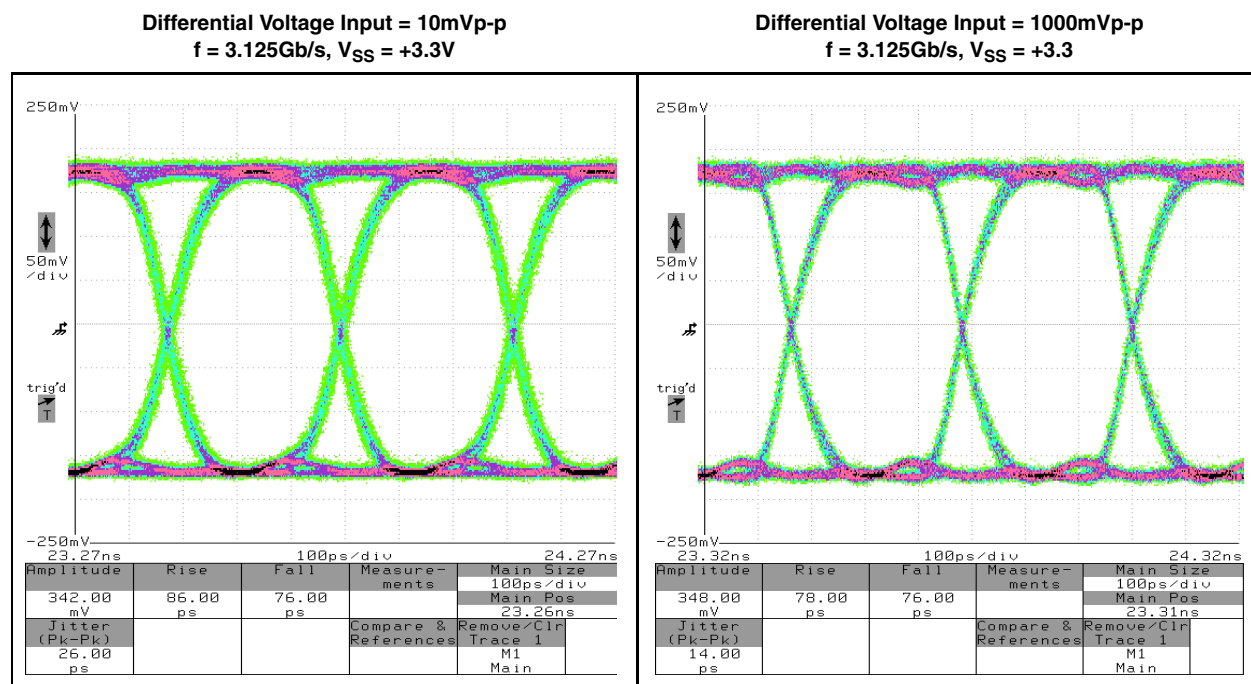 Differential Voltage Input = 10mVp-p
f = 3.125Gb/s, VSS = +3.3V
250mV
50mV
/div
trig'd
T
-250mV
23.27ns
100ps/div
24.27ns
Amplitude
Rise
Fall
Measure-
ments
Main Size
100ps/div
342.00
mV
86.00
ps
76.00
ps
Main Pos
23.26ns
Jitter
(Pk-Pk)
Compare &
References
Remove/Clr
Trace 1
26.00
ps
M1
Main
Differential Voltage Input = 1000mVp-p
f = 3.125Gb/s, VSS = +3.3
250mV
50mV
/div
trig'd
T
-250mV
23.32ns
100ps/div
24.32ns
Amplitude
Rise
Fall
Measure-
ments
Main Size
100ps/div
348.00
mV
78.00
ps
76.00
ps
Main Pos
23.31ns
Jitter
(Pk-Pk)
Compare &
References
Remove/Clr
Trace 1
14.00
ps
M1
Main